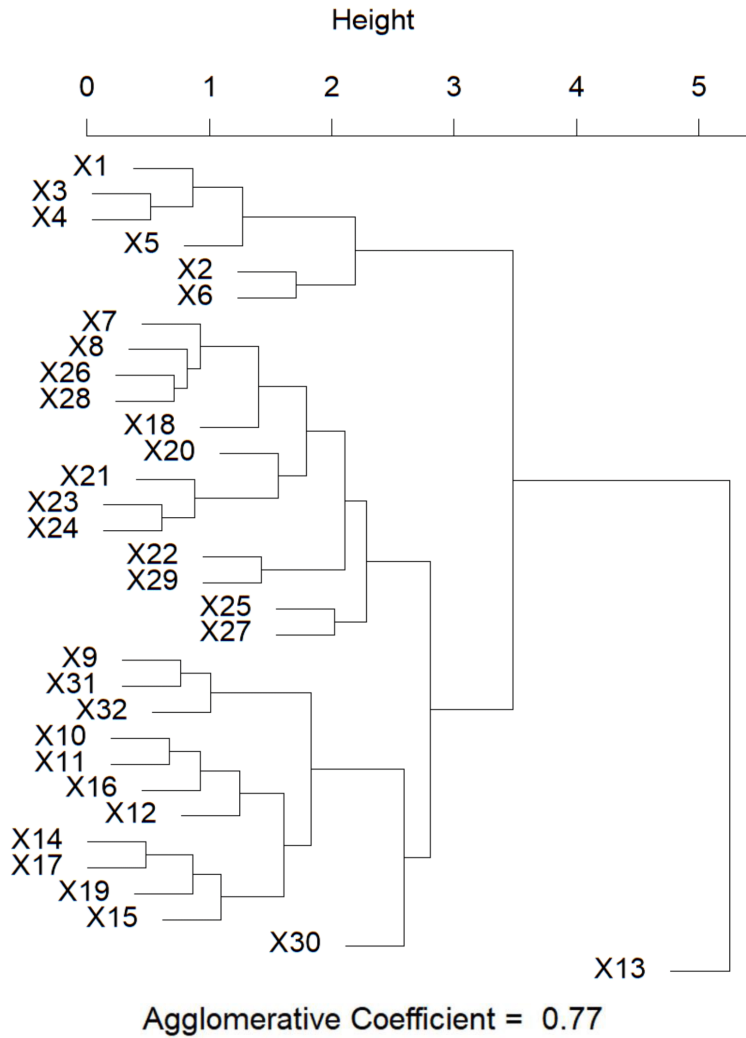 Height
0 1 2 3 4 5
X1
X3
X4
X5
X2
X6
X7
X8
X26
X28
X18
X20
X21
X23
X24
X22
X29
X25
X27
X9
X31
X32
X10
X11
X16
X12
X14
X17
X19
X15
X30
X13
Agglomerative Coefficient = 0.77